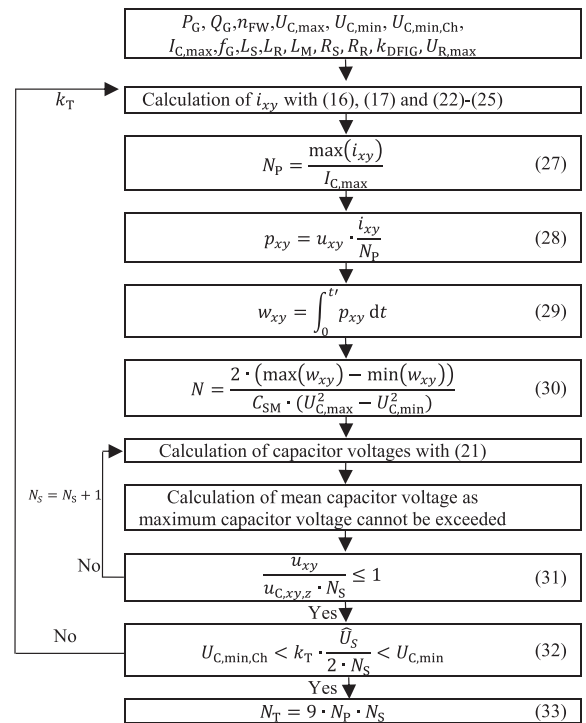 P_G, Q_G, n_FW, U_C,max, U_C,min, U_C,min,Ch,
I_C,max, f_G, L_S, L_R, L_M, R_S, R_R, k_DFIG, U_R,max
k_T
Calculation of i_xy with (16), (17) and (22)-(25)
N_P = max(i_xy) / I_C,max (27)
p_xy = u_xy · i_xy / N_P (28)
w_xy = ∫_0^t′ p_xy dt (29)
N = 2 · (max(w_xy) − min(w_xy)) / C_SM · (U²_C,max − U²_C,min) (30)
Calculation of capacitor voltages with (21)
N_S = N_S + 1
Calculation of mean capacitor voltage as
maximum capacitor voltage cannot be exceeded
No
u_xy / u_C,xy,z · N_S ≤ 1 (31)
Yes
No
U_C,min,Ch < k_T · Û_S / 2 · N_S < U_C,min (32)
Yes
N_T = 9 · N_P · N_S (33)